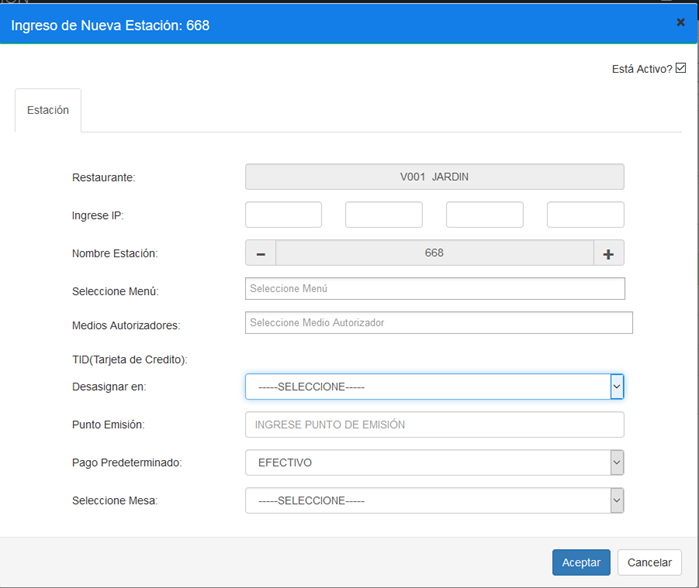 Ingreso de Nueva Estación: 668
×
Está Activo?
Estación
Restaurante: V001 JARDIN
Ingrese IP:
Nombre Estación: − 668 +
Seleccione Menú: Seleccione Menú
Medios Autorizadores: Seleccione Medio Autorizador
TID(Tarjeta de Credito):
Desasignar en: -----SELECCIONE-----
Punto Emisión: INGRESE PUNTO DE EMISIÓN
Pago Predeterminado: EFECTIVO
Seleccione Mesa: -----SELECCIONE-----
Aceptar Cancelar